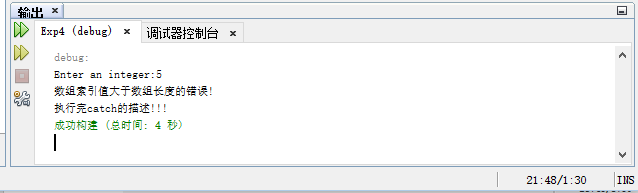 输出
Exp4 (debug) 调试器控制台
debug:
Enter an integer:5
数组索引值大于数组长度的错误!
执行完catch的描述!!!
成功构建 (总时间: 4 秒)
21:48/1:30 INS